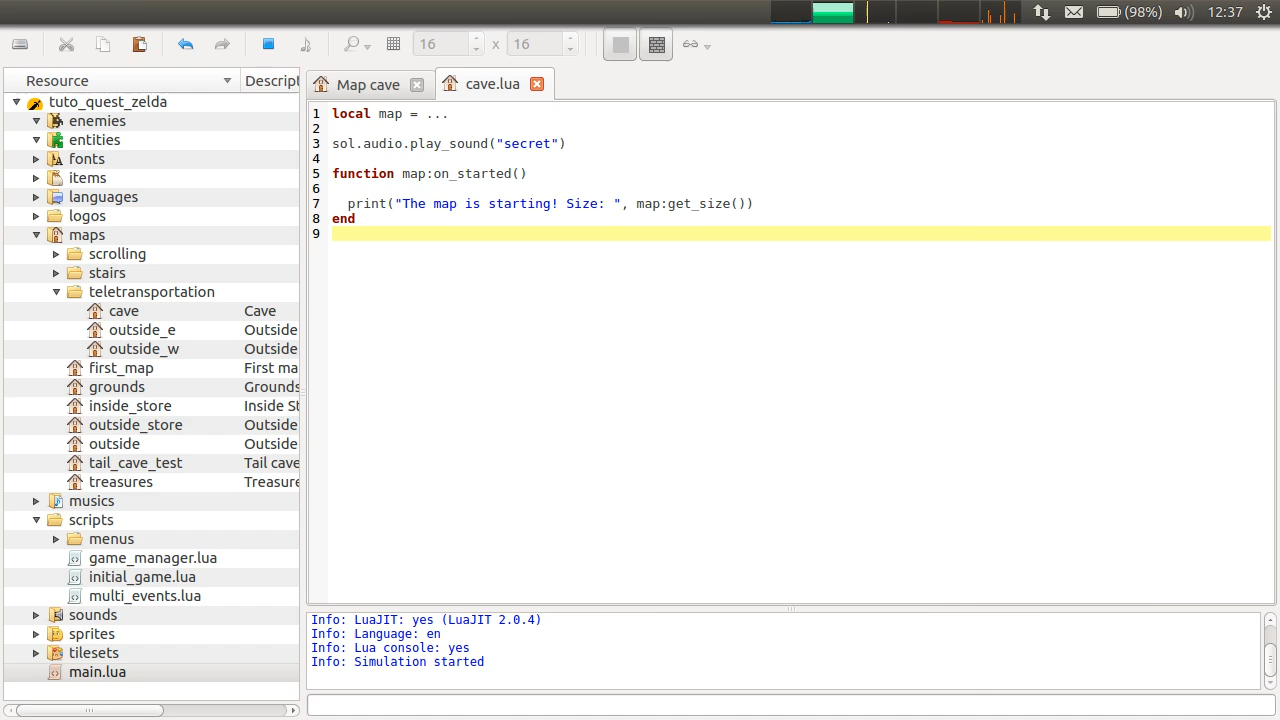 (98%) 12:37
16 x 16
Resource Descript
tuto_quest_zelda
enemies
entities
fonts
items
languages
logos
maps
scrolling
stairs
teletransportation
cave Cave
outside_e Outside
outside_w Outside
first_map First ma
grounds Grounds
inside_store Inside St
outside_store Outside
outside Outside
tail_cave_test Tail cave
treasures Treasure
musics
scripts
menus
game_manager.lua
initial_game.lua
multi_events.lua
sounds
sprites
tilesets
main.lua
Map cave cave.lua
1 local map = ...
2
3 sol.audio.play_sound("secret")
4
5 function map:on_started()
6
7 print("The map is starting! Size: ", map:get_size())
8 end
9
Info: LuaJIT: yes (LuaJIT 2.0.4)
Info: Language: en
Info: Lua console: yes
Info: Simulation started